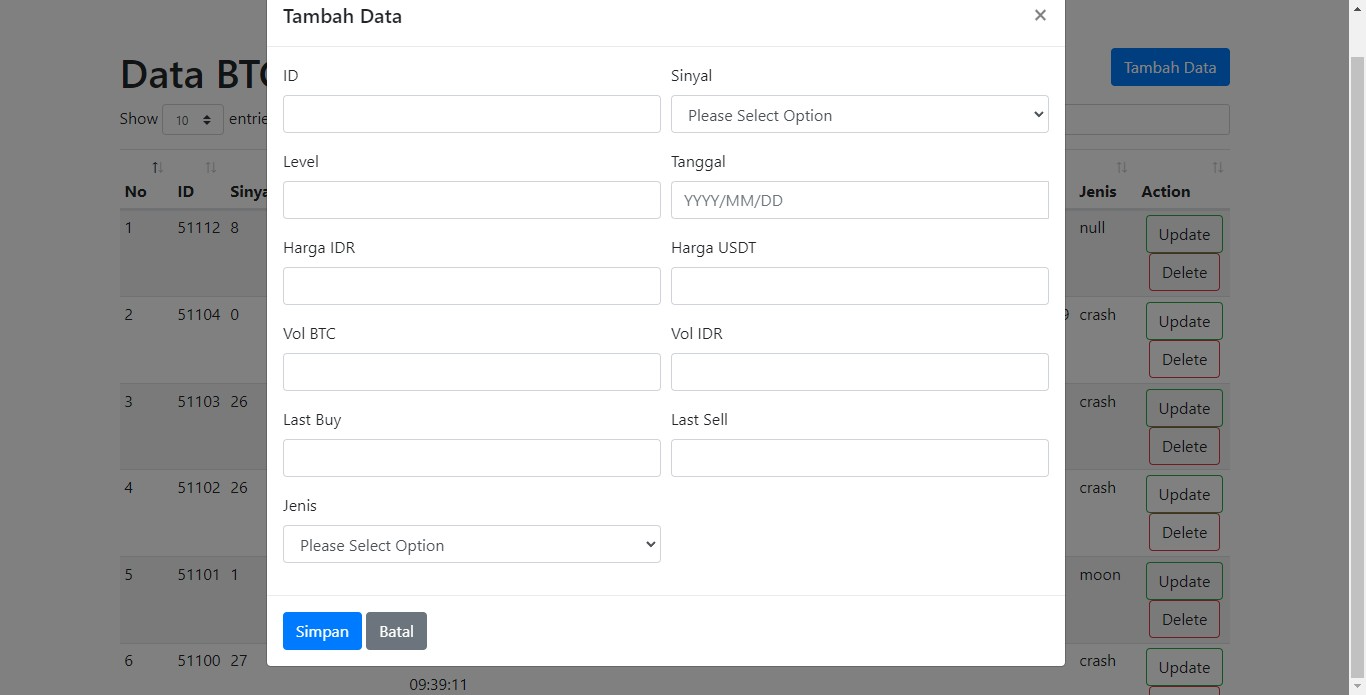 Tambah Data ×
Data BTC Tambah Data
Show 10 entrie
ID Sinyal
Please Select Option
Level Tanggal
YYYY/MM/DD
Harga IDR Harga USDT
Vol BTC Vol IDR
Last Buy Last Sell
Jenis
Please Select Option
Simpan Batal
No ID Sinya Jenis Action
1 51112 8 null Update
Delete
2 51104 0 9 crash Update
Delete
3 51103 26 crash Update
Delete
4 51102 26 crash Update
Delete
5 51101 1 moon Update
Delete
6 51100 27 crash Update
09:39:11